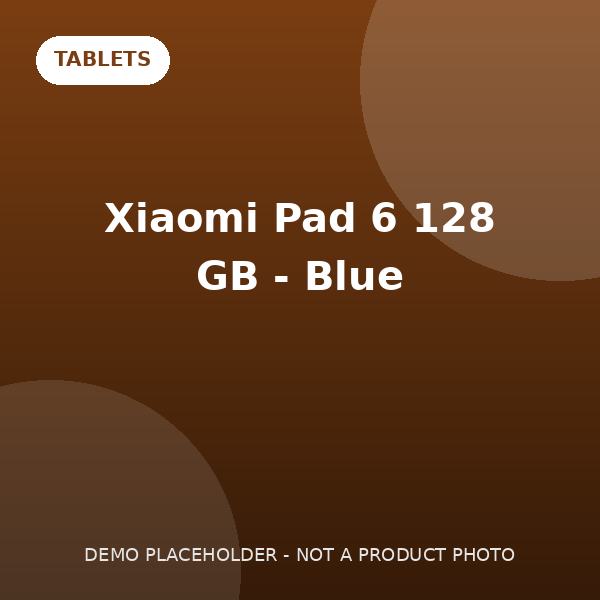 TABLETS
Xiaomi Pad 6 128
GB - Blue
DEMO PLACEHOLDER - NOT A PRODUCT PHOTO